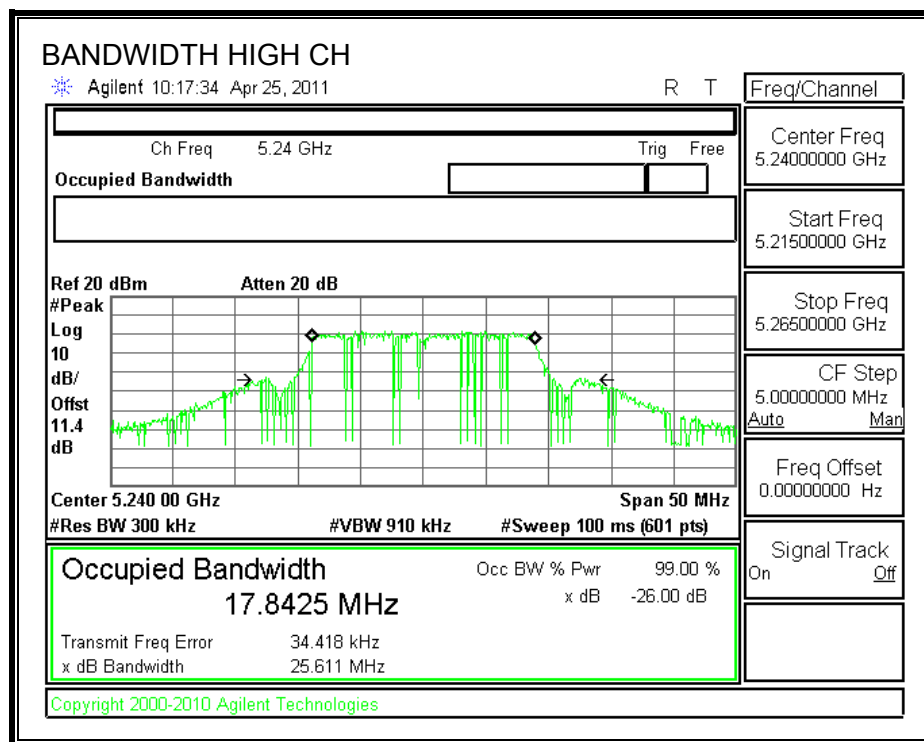 BANDWIDTH HIGH CH
Agilent 10:17:34 Apr 25, 2011 R T
Freq/Channel
Ch Freq 5.24 GHz Trig Free
Occupied Bandwidth
Center Freq
5.24000000 GHz
Start Freq
5.21500000 GHz
Stop Freq
5.26500000 GHz
CF Step
5.00000000 MHz
Auto Man
Freq Offset
0.00000000 Hz
Signal Track
On Off
Ref 20 dBm Atten 20 dB
#Peak
Log
10
dB/
Offst
11.4
dB
Center 5.240 00 GHz Span 50 MHz
#Res BW 300 kHz #VBW 910 kHz #Sweep 100 ms (601 pts)
Occupied Bandwidth Occ BW % Pwr 99.00 %
17.8425 MHz x dB -26.00 dB
Transmit Freq Error 34.418 kHz
x dB Bandwidth 25.611 MHz
Copyright 2000-2010 Agilent Technologies